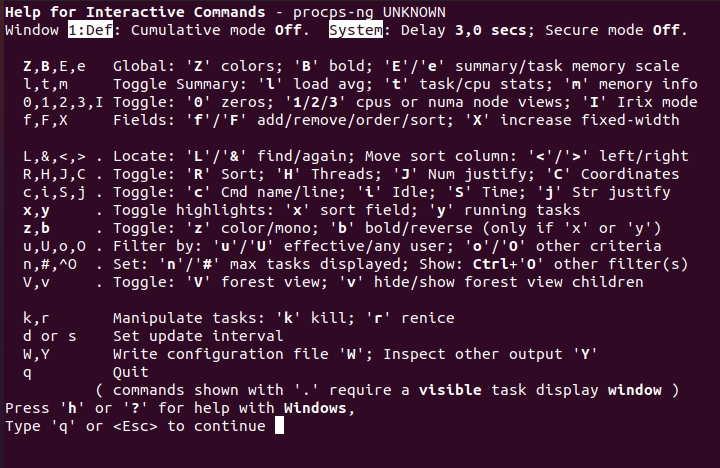 Help for Interactive Commands - procps-ng UNKNOWN
Window 1:Def: Cumulative mode Off.  System: Delay 3,0 secs; Secure mode Off.
Z,B,E,e   Global: 'Z' colors; 'B' bold; 'E'/'e' summary/task memory scale
l,t,m     Toggle Summary: 'l' load avg; 't' task/cpu stats; 'm' memory info
0,1,2,3,I Toggle: '0' zeros; '1/2/3' cpus or numa node views; 'I' Irix mode
f,F,X     Fields: 'f'/'F' add/remove/order/sort; 'X' increase fixed-width
L,&,<,> . Locate: 'L'/'&' find/again; Move sort column: '<'/'>' left/right
R,H,J,C . Toggle: 'R' Sort; 'H' Threads; 'J' Num justify; 'C' Coordinates
c,i,S,j . Toggle: 'c' Cmd name/line; 'i' Idle; 'S' Time; 'j' Str justify
x,y     . Toggle highlights: 'x' sort field; 'y' running tasks
z,b     . Toggle: 'z' color/mono; 'b' bold/reverse (only if 'x' or 'y')
u,U,o,O . Filter by: 'u'/'U' effective/any user; 'o'/'O' other criteria
n,#,^O  . Set: 'n'/'#' max tasks displayed; Show: Ctrl+'O' other filter(s)
V,v     . Toggle: 'V' forest view; 'v' hide/show forest view children
k,r       Manipulate tasks: 'k' kill; 'r' renice
d or s    Set update interval
W,Y       Write configuration file 'W'; Inspect other output 'Y'
q         Quit
( commands shown with '.' require a visible task display window )
Press 'h' or '?' for help with Windows,
Type 'q' or <Esc> to continue